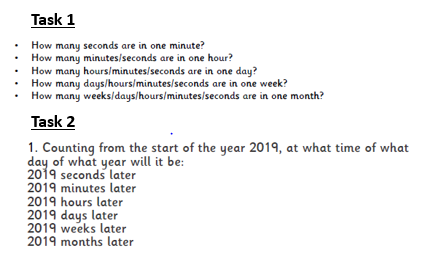 Task 1
• How many seconds are in one minute?
• How many minutes/seconds are in one hour?
• How many hours/minutes/seconds are in one day?
• How many days/hours/minutes/seconds are in one week?
• How many weeks/days/hours/minutes/seconds are in one month?
Task 2
1. Counting from the start of the year 2019, at what time of what
day of what year will it be:
2019 seconds later
2019 minutes later
2019 hours later
2019 days later
2019 weeks later
2019 months later